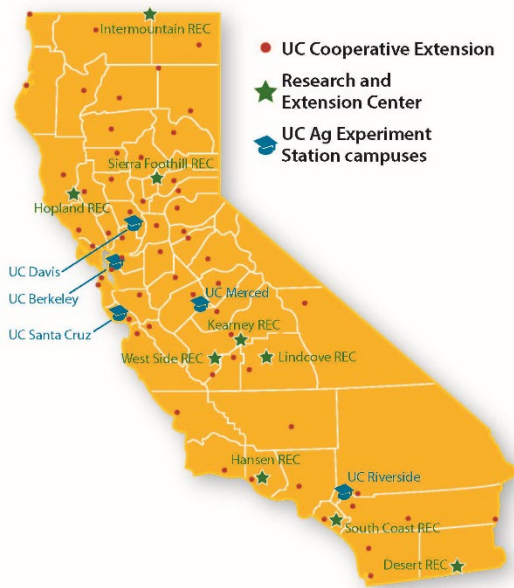 Intermountain REC
UC Cooperative Extension
Research and
Extension Center
UC Ag Experiment
Station campuses
Sierra Foothill REC
Hopland REC
UC Davis
UC Berkeley
UC Merced
UC Santa Cruz
Kearney REC
West Side REC
Lindcove REC
Hansen REC
UC Riverside
South Coast REC
Desert REC